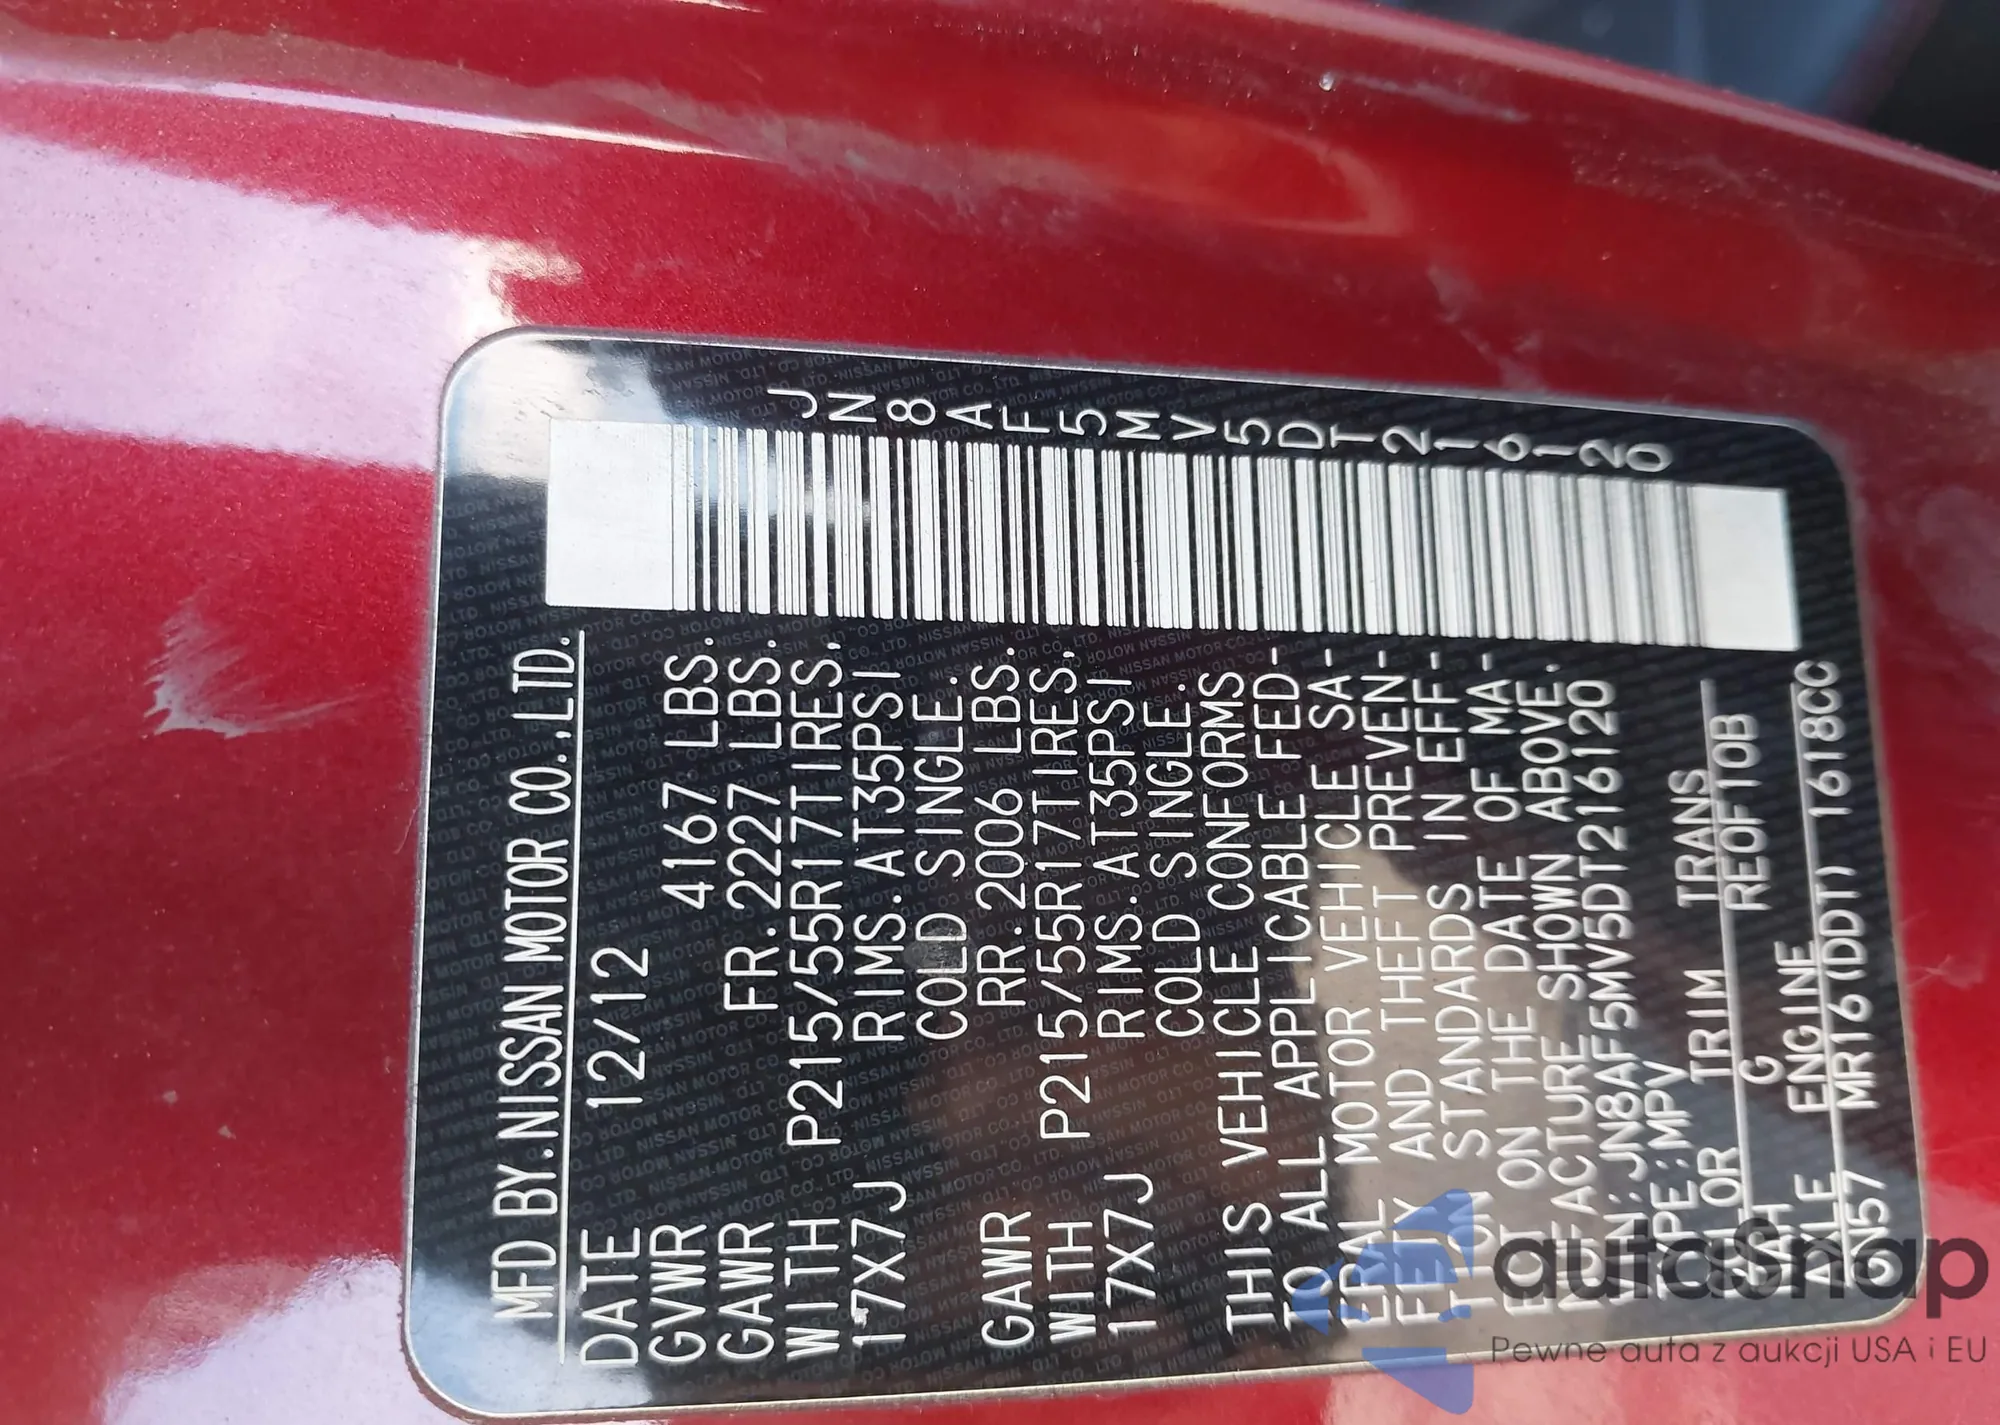 MFD BY.NISSAN MOTOR CO.,LTD.
DATE 12/12
GVWR 4167 LBS.
GAWR FR.2227 LBS.
WITH P215/55R17TIRES,
17X7J RIMS.AT35PSI
COLD SINGLE.
GAWR RR.2006 LBS.
WITH P215/55R17TIRES,
17X7J RIMS.AT35PSI
COLD SINGLE.
THIS VEHICLE CONFORMS
TO ALL APPLICABLE FED-
ERAL MOTOR VEHICLE SA-
FETY AND THEFT PREVEN-
TION STANDARDS IN EFF-
ECT ON THE DATE OF MA-
NUFACTURE SHOWN ABOVE.
VIN:JN8AF5MV5DT216120
TYPE:MPV
COLOR TRIM TRANS
NAH G RE0F10B
AXLE ENGINE
GN57 MR16(DDT) 1618CC
JN8AF5MV5DT216120
autoSnap
Pewne auta z aukcji USA i EU